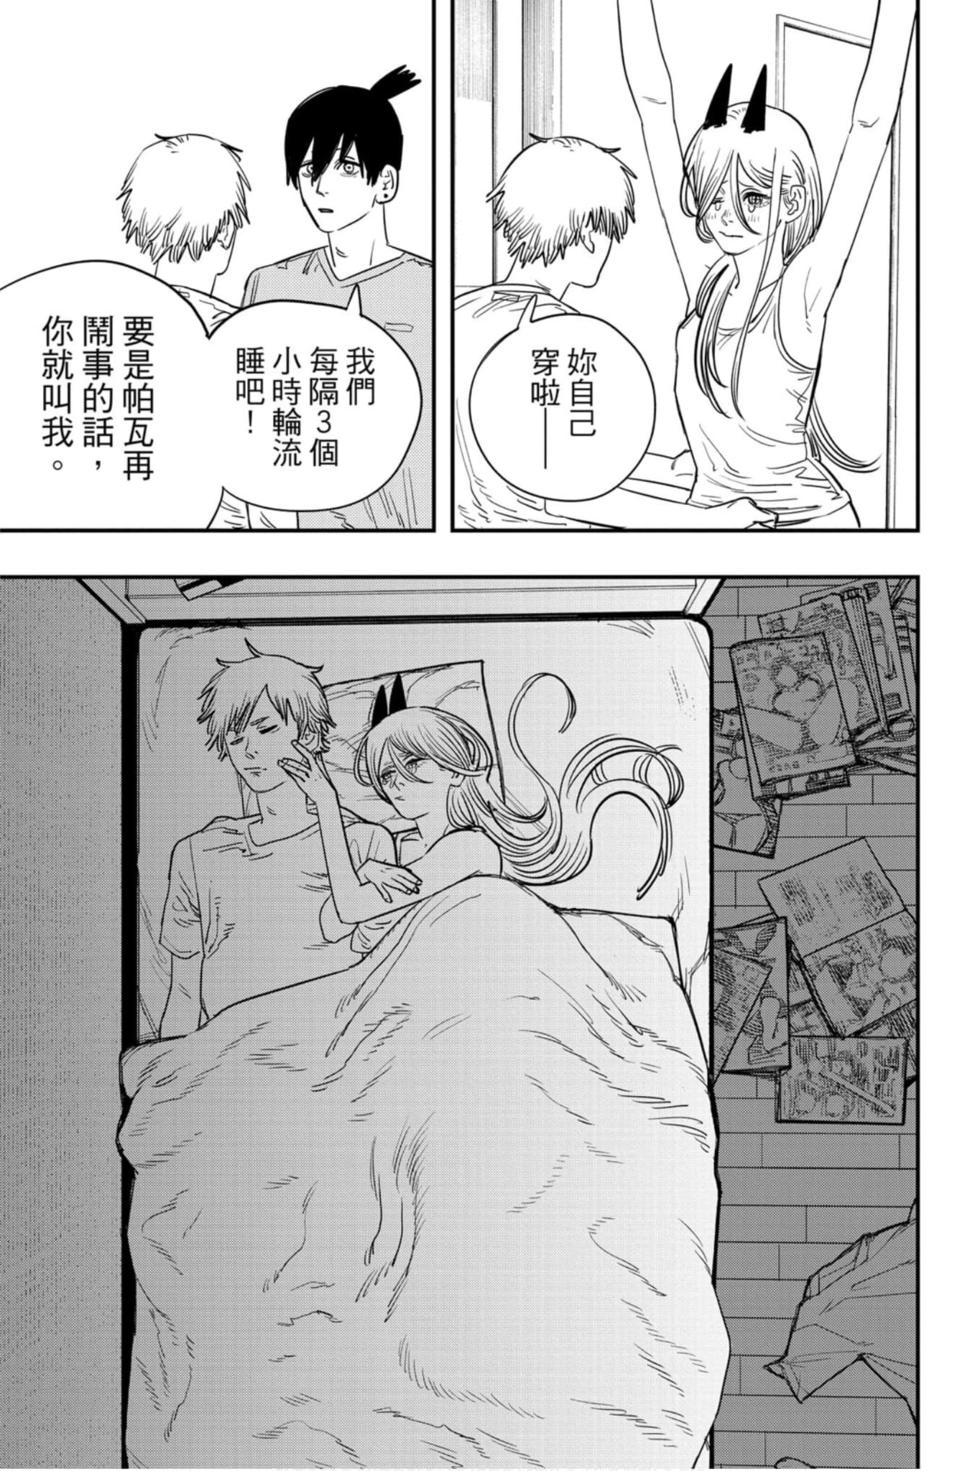 妳自己
穿啦——
我們
每隔3個
小時輪流
睡吧！
要是帕瓦再
鬧事的話，
你就叫我。